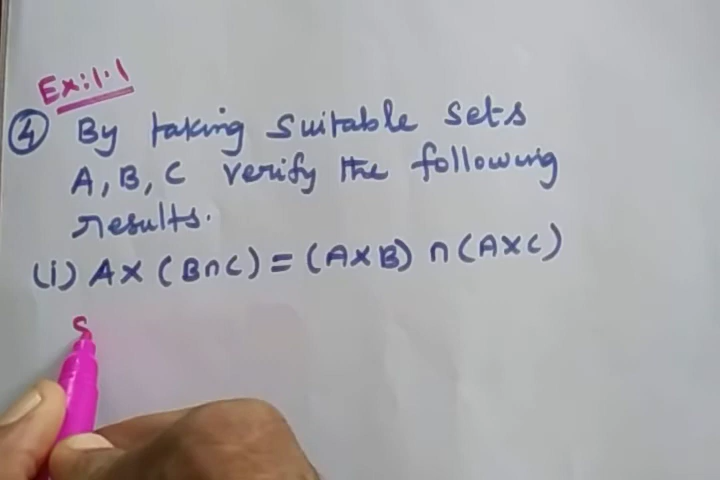 Ex:1.1
④ By taking suitable sets
A, B, C verify the following
results.
(i) A×(B∩C)=(A×B)∩(A×C)
S